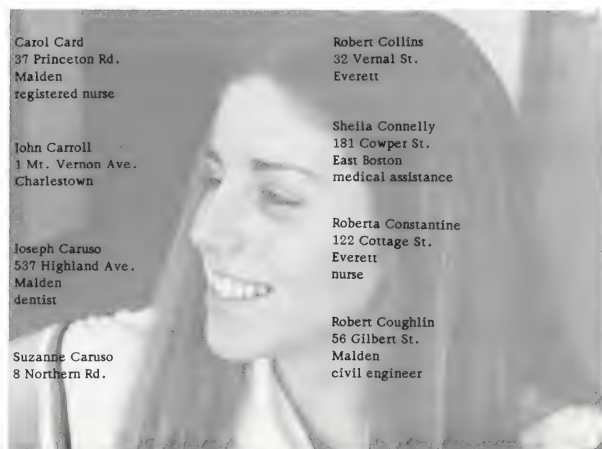 Carol Card
37 Princeton Rd.
Malden
registered nurse
John Carroll
1 Mt. Vernon Ave.
Charlestown
Joseph Caruso
537 Highland Ave.
Malden
dentist
Suzanne Caruso
8 Northern Rd.
Robert Collins
32 Vernal St.
Everett
Sheila Connelly
181 Cowper St.
East Boston
medical assistance
Roberta Constantine
122 Cottage St.
Everett
nurse
Robert Coughlin
56 Gilbert St.
Malden
civil engineer